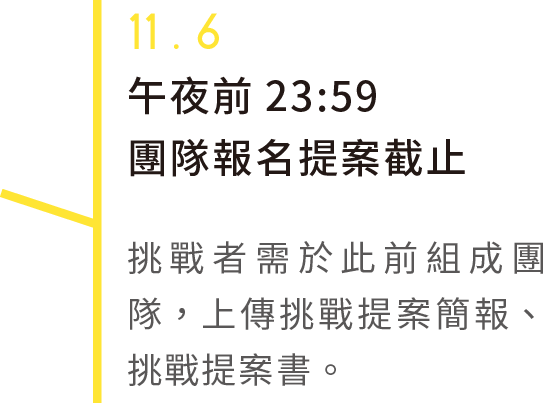 11.6
午夜前 23:59
團隊報名提案截止
挑戰者需於此前組成團
隊，上傳挑戰提案簡報、
挑戰提案書。